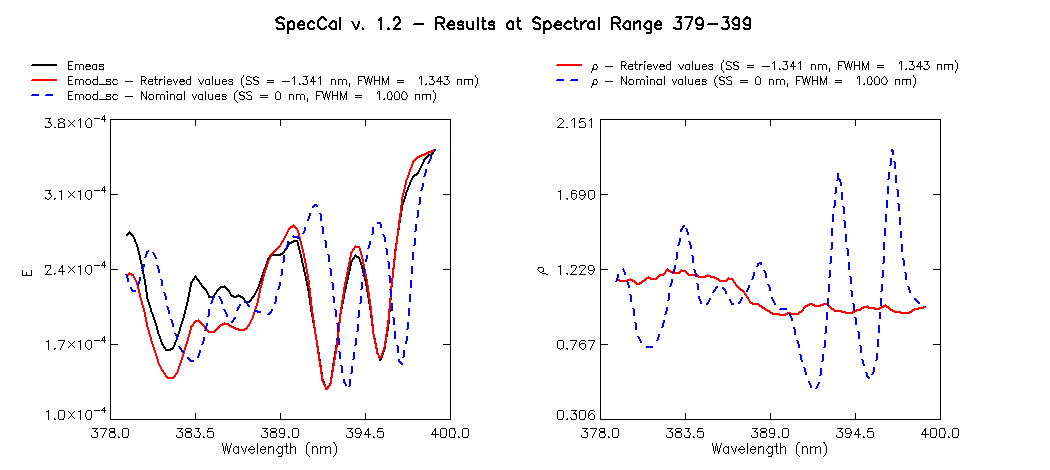 SpecCal v. 1.2 – Results at Spectral Range 379–399
Emeas
Emod_sc – Retrieved values (SS = –1.341 nm, FWHM = 1.343 nm)
Emod_sc – Nominal values (SS = 0 nm, FWHM = 1.000 nm)
3.8×10⁻⁴
3.1×10⁻⁴
2.4×10⁻⁴
1.7×10⁻⁴
1.0×10⁻⁴
E
378.0 383.5 389.0 394.5 400.0
Wavelength (nm)
ρ – Retrieved values (SS = –1.341 nm, FWHM = 1.343 nm)
ρ – Nominal values (SS = 0 nm, FWHM = 1.000 nm)
2.151
1.690
1.229
0.767
0.306
ρ
378.0 383.5 389.0 394.5 400.0
Wavelength (nm)